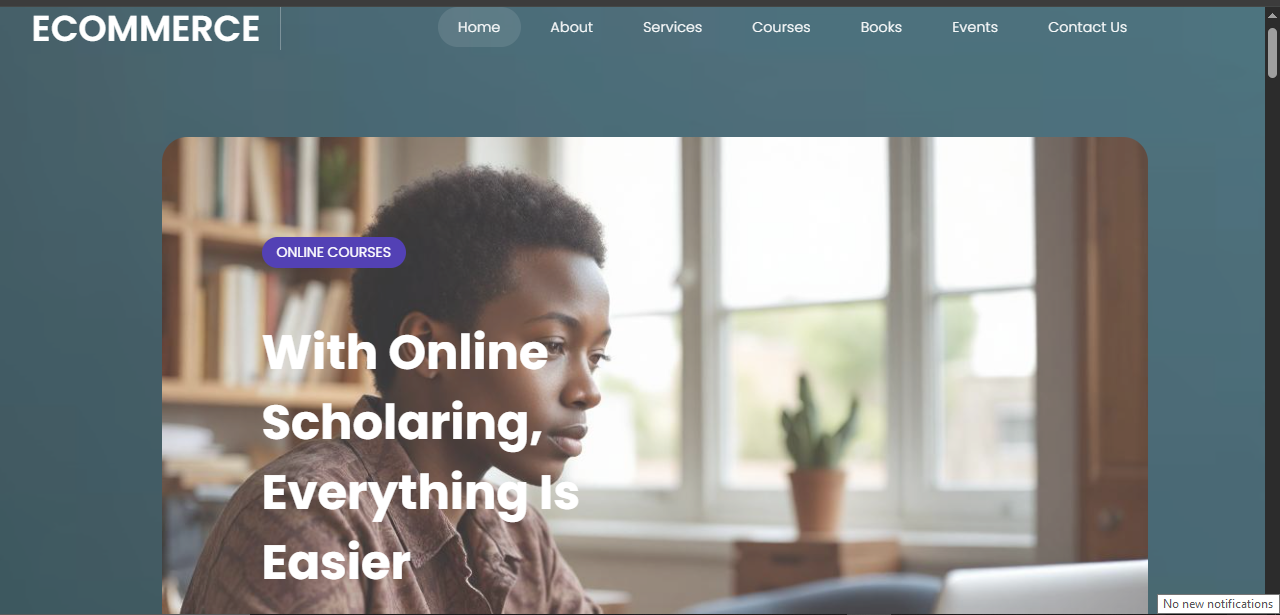 ECOMMERCE
Home About Services Courses Books Events Contact Us
ONLINE COURSES
With Online
Scholaring,
Everything Is
Easier
No new notifications